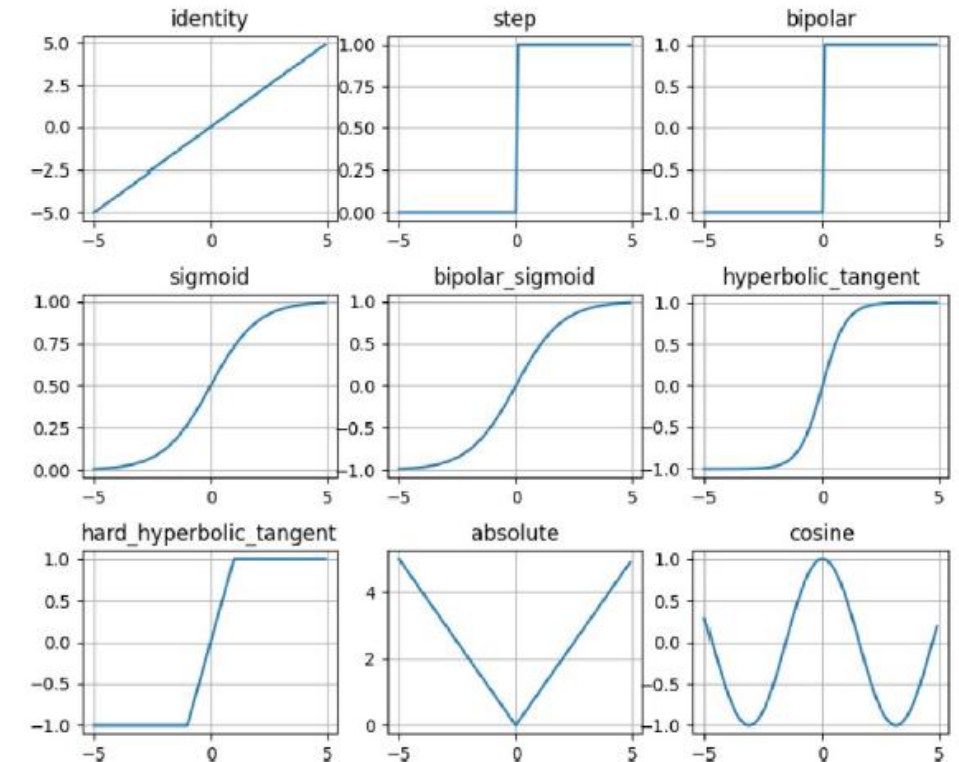 identity step bipolar
5.0 1.00 1.0
2.5 0.75 0.5
0.0 0.50 0.0
−2.5 0.25 −0.5
−5.0 0.00 −1.0
−5 0 5 −5 0 5 −5 0 5
sigmoid bipolar_sigmoid hyperbolic_tangent
1.00 1.0 1.0
0.75 0.5 0.5
0.50 0.0 0.0
0.25 −0.5 −0.5
0.00 −1.0 −1.0
−5 0 5 −5 0 5 −5 0 5
hard_hyperbolic_tangent absolute cosine
1.0 1.0
0.5 4 0.5
0.0 0.0
−0.5 2 −0.5
−1.0 0 −1.0
−5 0 5 −5 0 5 −5 0 5